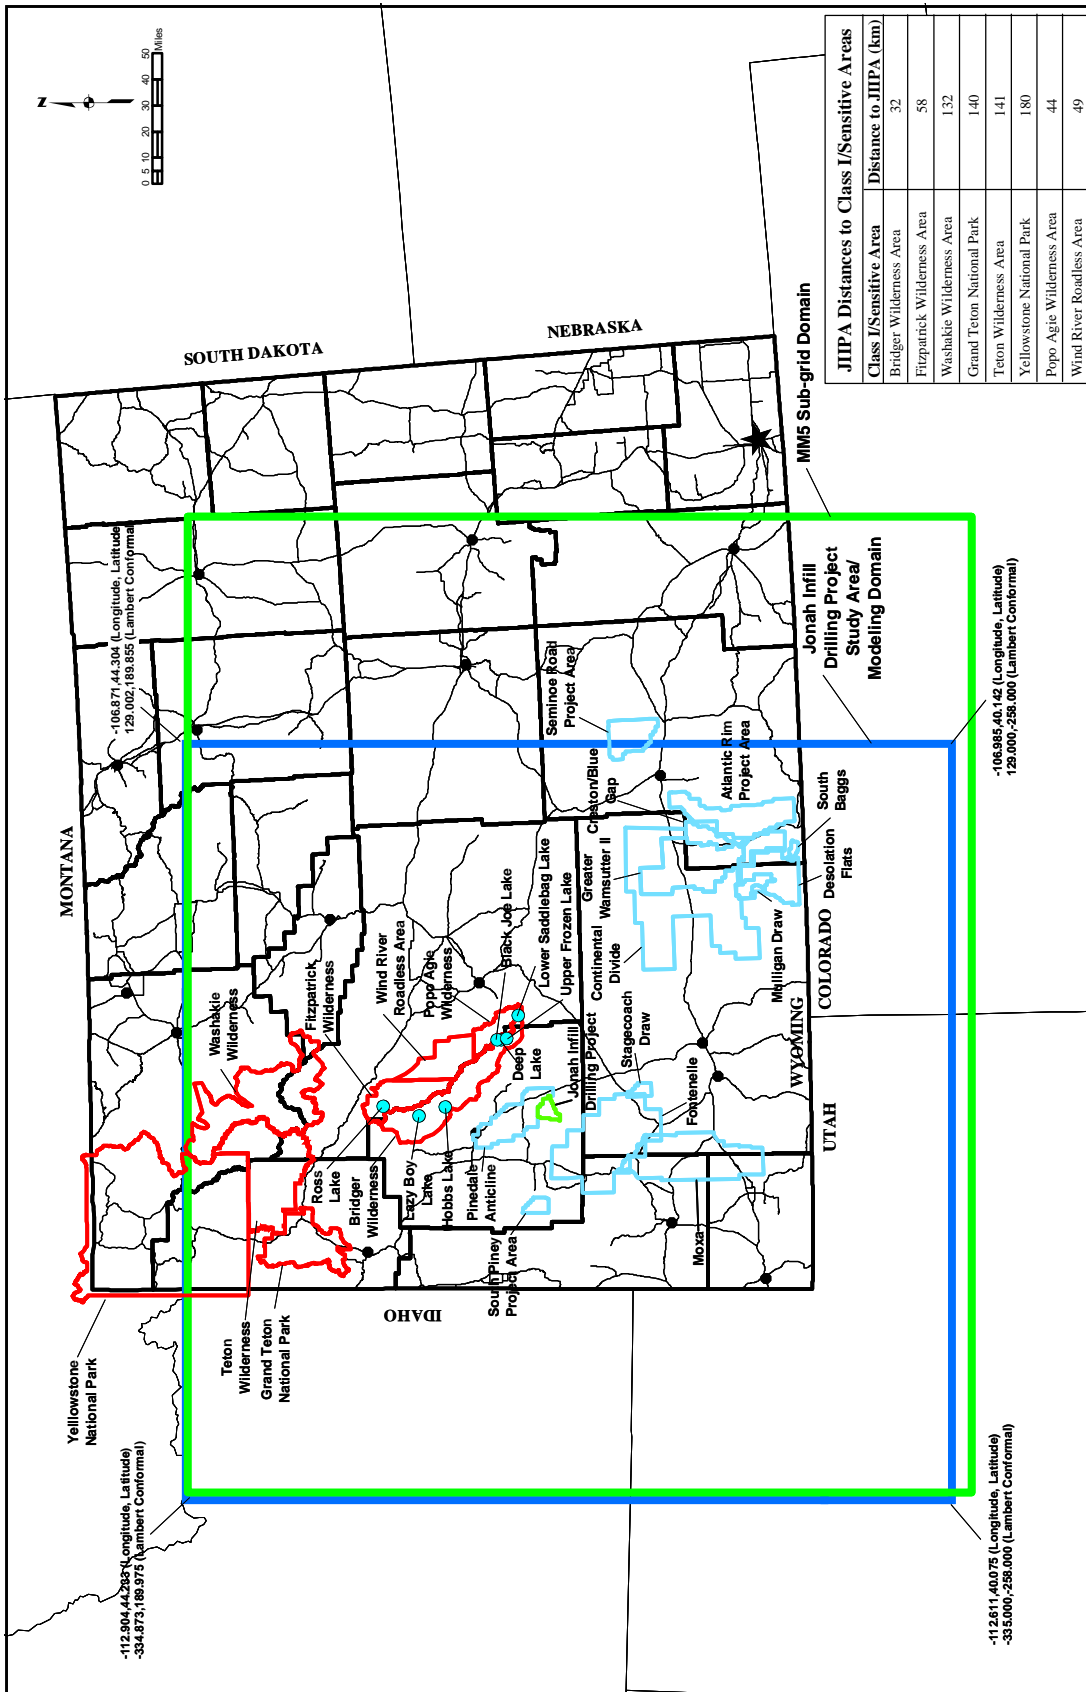 Z
0 5 10 20 30 40 50
Miles
MONTANA
SOUTH DAKOTA
NEBRASKA
IDAHO
UTAH
WYOMING
COLORADO
Yelllowstone
National Park
-112.904,44.233 (Longitude, Latitude)
-334.873,189.975 (Lambert Conformal)
-106.871,44.304 (Longitude, Latitude)
129.002,189.855 (Lambert Conformal)
Teton
Wilderness
Grand Teton
National Park
Washakie
Wilderness
Fitzpatrick
Wilderness
Wind River
Roadless Area
Popo Agie
Wilderness
Black Joe Lake
Lower Saddlebag Lake
Upper Frozen Lake
Deep
Lake
Ross
Lake
Bridger
Wilderness
Lazy Boy
Lake
Hobbs Lake
Pinedale
Anticline
South Piney
Project Area
Jonah Infill
Drilling Project
Stagecoach
Draw
Fontenelle
Moxa
Continental
Divide
Greater
Wamsutter II
Creston/Blue
Gap
Seminoe Road
Project Area
Atlantic Rim
Project Area
South
Baggs
Desolation
Flats
Mulligan Draw
MM5 Sub-grid Domain
Jonah Infill
Drilling Project
Study Area/
Modeling Domain
-112.611,40.075 (Longitude, Latitude)
-335.000,-258.000 (Lambert Conformal)
-106.985,40.142 (Longitude, Latitude)
129.000,-258.000 (Lambert Conformal)
JIIPA Distances to Class I/Sensitive Areas
Class I/Sensitive Area Distance to JIIPA (km)
Bridger Wilderness Area 32
Fitzpatrick Wilderness Area 58
Washakie Wilderness Area 132
Grand Teton National Park 140
Teton Wilderness Area 141
Yellowstone National Park 180
Popo Agie Wilderness Area 44
Wind River Roadless Area 49